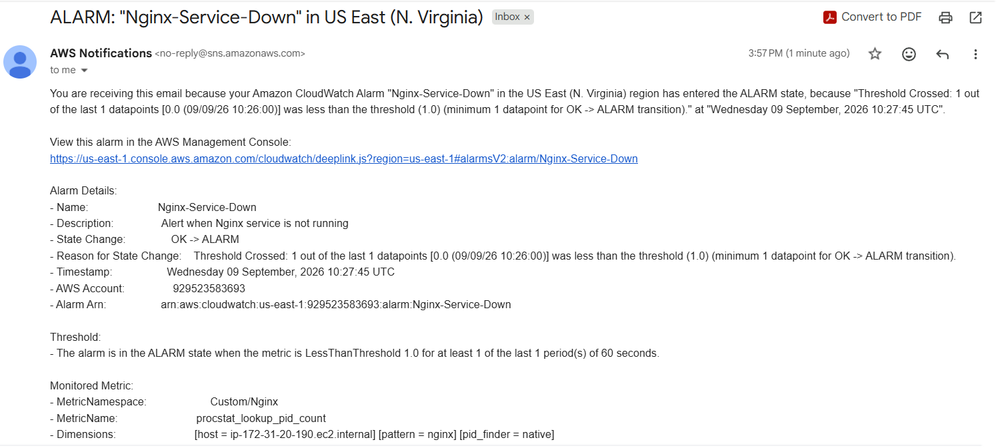 ALARM: "Nginx-Service-Down" in US East (N. Virginia) Inbox ×
Convert to PDF
AWS Notifications <no-reply@sns.amazonaws.com>
3:57 PM (1 minute ago)
to me
You are receiving this email because your Amazon CloudWatch Alarm "Nginx-Service-Down" in the US East (N. Virginia) region has entered the ALARM state, because "Threshold Crossed: 1 out
of the last 1 datapoints [0.0 (09/09/26 10:26:00)] was less than the threshold (1.0) (minimum 1 datapoint for OK -> ALARM transition)." at "Wednesday 09 September, 2026 10:27:45 UTC".
View this alarm in the AWS Management Console:
https://us-east-1.console.aws.amazon.com/cloudwatch/deeplink.js?region=us-east-1#alarmsV2:alarm/Nginx-Service-Down
Alarm Details:
- Name: Nginx-Service-Down
- Description: Alert when Nginx service is not running
- State Change: OK -> ALARM
- Reason for State Change: Threshold Crossed: 1 out of the last 1 datapoints [0.0 (09/09/26 10:26:00)] was less than the threshold (1.0) (minimum 1 datapoint for OK -> ALARM transition).
- Timestamp: Wednesday 09 September, 2026 10:27:45 UTC
- AWS Account: 929523583693
- Alarm Arn: arn:aws:cloudwatch:us-east-1:929523583693:alarm:Nginx-Service-Down
Threshold:
- The alarm is in the ALARM state when the metric is LessThanThreshold 1.0 for at least 1 of the last 1 period(s) of 60 seconds.
Monitored Metric:
- MetricNamespace: Custom/Nginx
- MetricName: procstat_lookup_pid_count
- Dimensions: [host = ip-172-31-20-190.ec2.internal] [pattern = nginx] [pid_finder = native]